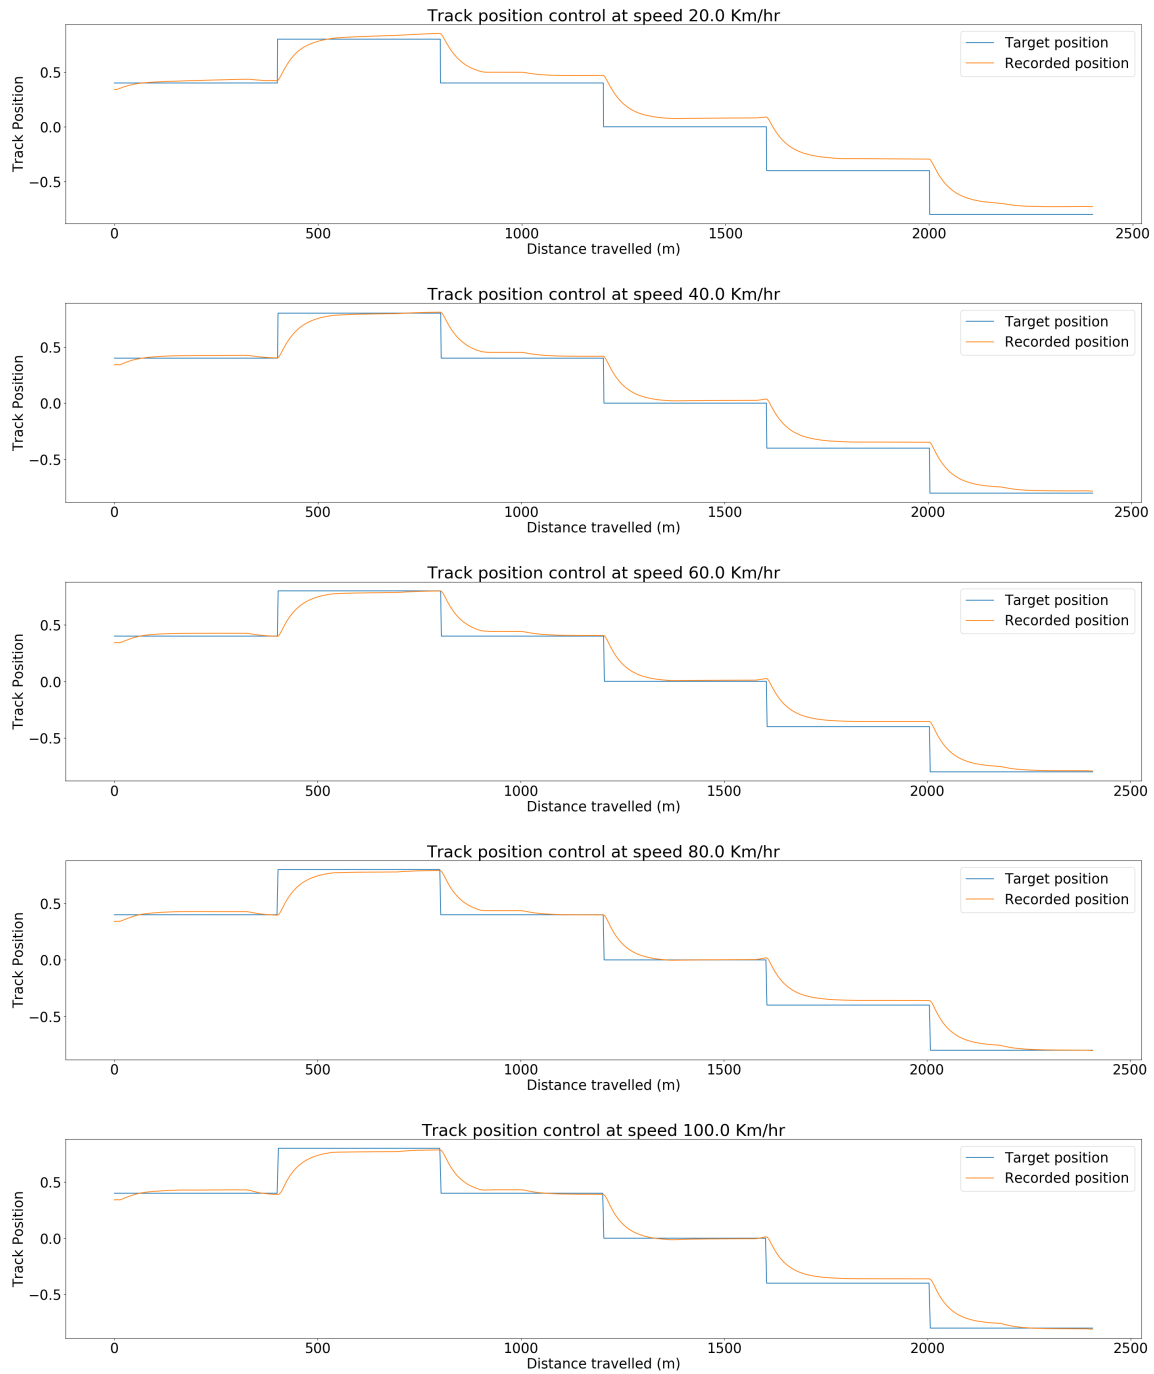 Track position control at speed 20.0 Km/hr
Target position
Recorded position
Track Position
0.5
0.0
−0.5
0 500 1000 1500 2000 2500
Distance travelled (m)
Track position control at speed 40.0 Km/hr
Target position
Recorded position
Track Position
0.5
0.0
−0.5
0 500 1000 1500 2000 2500
Distance travelled (m)
Track position control at speed 60.0 Km/hr
Target position
Recorded position
Track Position
0.5
0.0
−0.5
0 500 1000 1500 2000 2500
Distance travelled (m)
Track position control at speed 80.0 Km/hr
Target position
Recorded position
Track Position
0.5
0.0
−0.5
0 500 1000 1500 2000 2500
Distance travelled (m)
Track position control at speed 100.0 Km/hr
Target position
Recorded position
Track Position
0.5
0.0
−0.5
0 500 1000 1500 2000 2500
Distance travelled (m)